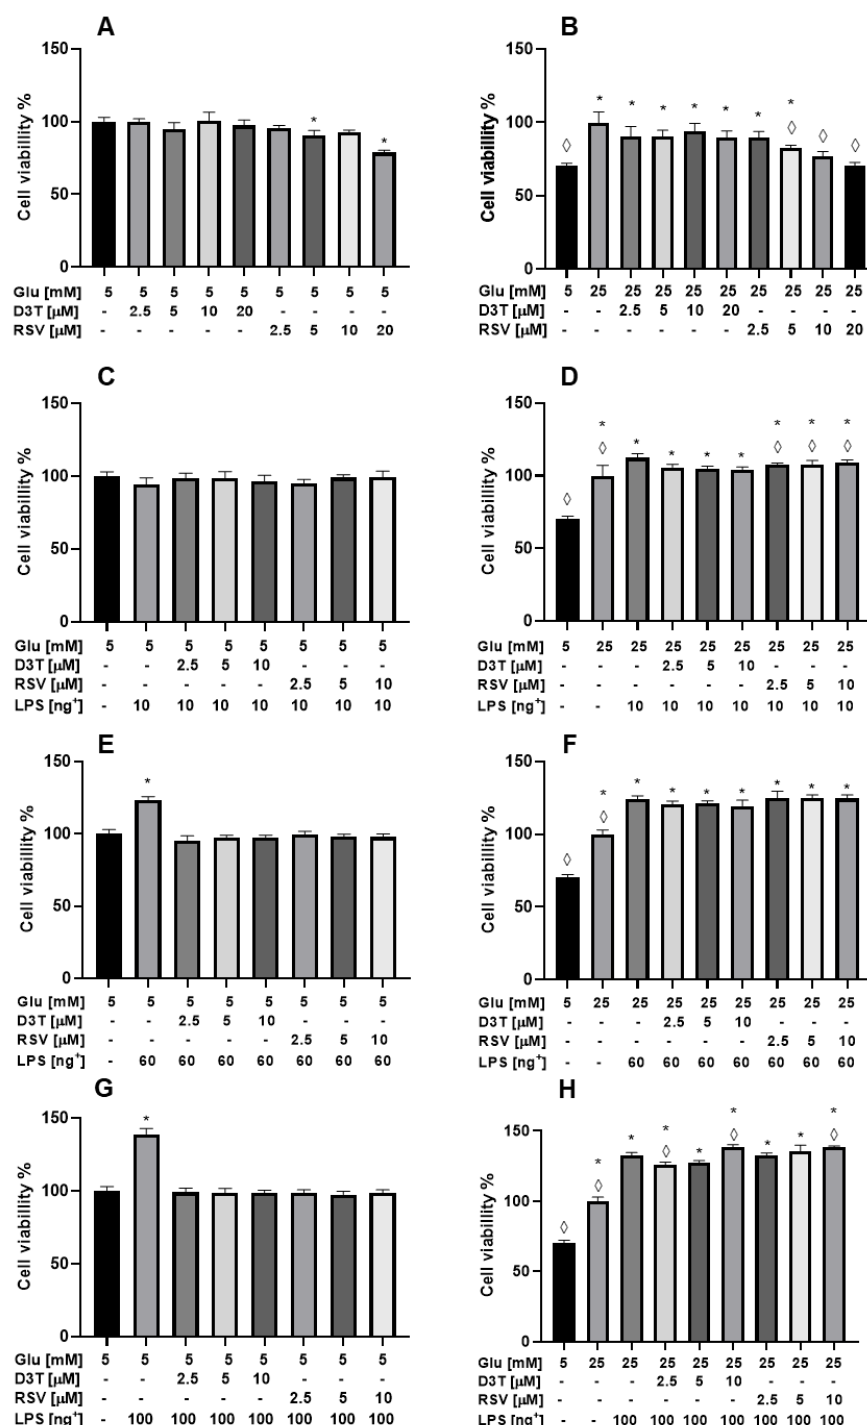 A
150
100
50
0
Cell viabillity %
* *
Glu [mM] 5 5 5 5 5 5 5 5 5
D3T [µM] - 2.5 5 10 20 - - - -
RSV [µM] - - - - - 2.5 5 10 20
B
150
100
50
0
Cell viabillity %
◊ * * * * * * * ◊ ◊ ◊
Glu [mM] 5 25 25 25 25 25 25 25 25 25
D3T [µM] - - 2.5 5 10 20 - - - -
RSV [µM] - - - - - - 2.5 5 10 20
C
150
100
50
0
Cell viability %
Glu [mM] 5 5 5 5 5 5 5 5
D3T [µM] - - 2.5 5 10 - - -
RSV [µM] - - - - - 2.5 5 10
LPS [ng⁺] - 10 10 10 10 10 10 10
D
150
100
50
0
Cell viability %
◊ * ◊ * * * * * ◊ * ◊ * ◊
Glu [mM] 5 25 25 25 25 25 25 25 25
D3T [µM] - - - 2.5 5 10 - - -
RSV [µM] - - - - - - 2.5 5 10
LPS [ng⁺] - - 10 10 10 10 10 10 10
E
150
100
50
0
Cell viabillity %
*
Glu [mM] 5 5 5 5 5 5 5 5
D3T [µM] - - 2.5 5 10 - - -
RSV [µM] - - - - - 2.5 5 10
LPS [ng⁺] - 60 60 60 60 60 60 60
F
150
100
50
0
Cell viabillity %
◊ * ◊ * * * * * * *
Glu [mM] 5 25 25 25 25 25 25 25 25
D3T [µM] - - - 2.5 5 10 - - -
RSV [µM] - - - - - - 2.5 5 10
LPS [ng⁺] - - 60 60 60 60 60 60 60
G
150
100
50
0
Cell viabillity %
*
Glu [mM] 5 5 5 5 5 5 5 5
D3T [µM] - - 2.5 5 10 - - -
RSV [µM] - - - - - 2.5 5 10
LPS [ng⁺] - 100 100 100 100 100 100 100
H
150
100
50
0
Cell viabillity %
◊ * ◊ * * ◊ * * ◊ * * * ◊
Glu [mM] 5 25 25 25 25 25 25 25 25
D3T [µM] - - - 2.5 5 10 - - -
RSV [µM] - - - - - - 2.5 5 10
LPS [ng⁺] - - 100 100 100 100 100 100 100